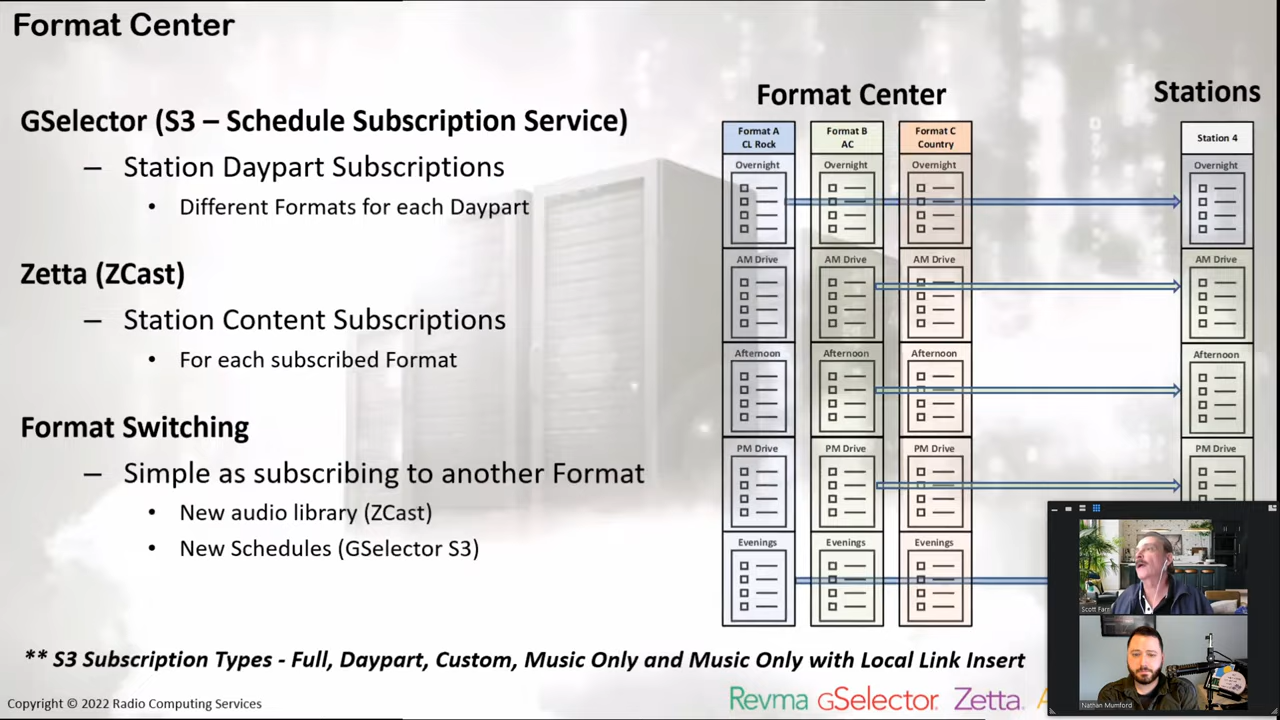 Format Center
GSelector (S3 – Schedule Subscription Service)
– Station Daypart Subscriptions
• Different Formats for each Daypart
Zetta (ZCast)
– Station Content Subscriptions
• For each subscribed Format
Format Switching
– Simple as subscribing to another Format
• New audio library (ZCast)
• New Schedules (GSelector S3)
** S3 Subscription Types - Full, Daypart, Custom, Music Only and Music Only with Local Link Insert
Copyright © 2022 Radio Computing Services
Format Center
Stations
Format A
CL Rock
Format B
AC
Format C
Country
Station 4
Overnight
Overnight
Overnight
Overnight
AM Drive
AM Drive
AM Drive
AM Drive
Afternoon
Afternoon
Afternoon
Afternoon
PM Drive
PM Drive
PM Drive
PM Drive
Evenings
Evenings
Evenings
Revma GSelector Zetta
Scott Farr
Nathan Mumford